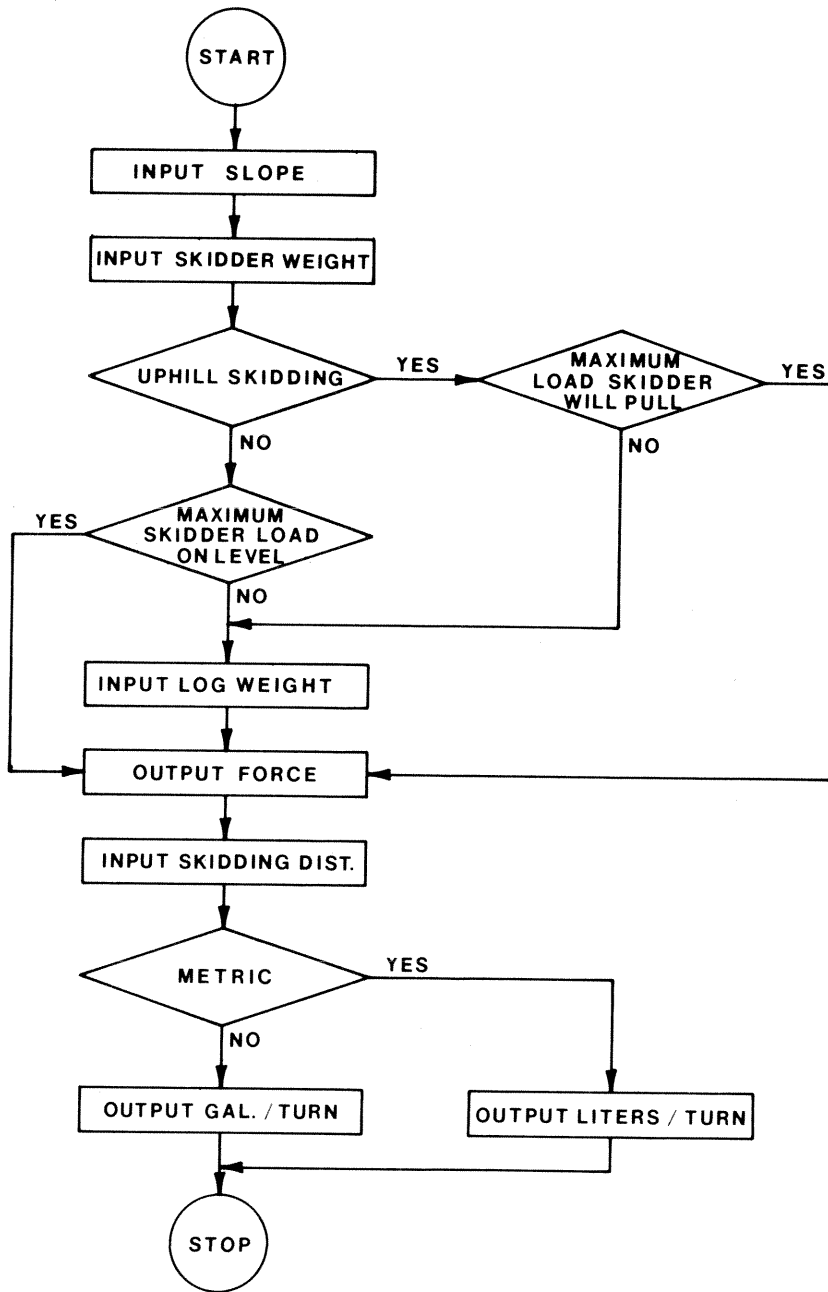 START
INPUT SLOPE
INPUT SKIDDER WEIGHT
UPHILL SKIDDING
YES
MAXIMUM
LOAD SKIDDER
WILL PULL
YES
NO
NO
YES
MAXIMUM
SKIDDER LOAD
ON LEVEL
NO
INPUT LOG WEIGHT
OUTPUT FORCE
INPUT SKIDDING DIST.
METRIC
YES
NO
OUTPUT GAL. / TURN
OUTPUT LITERS / TURN
STOP